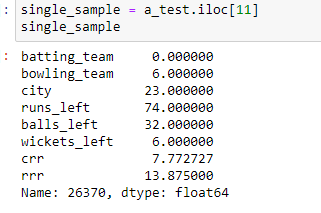 : single_sample = a_test.iloc[11]
single_sample
: batting_team 0.000000
bowling_team 6.000000
city 23.000000
runs_left 74.000000
balls_left 32.000000
wickets_left 6.000000
crr 7.772727
rrr 13.875000
Name: 26370, dtype: float64